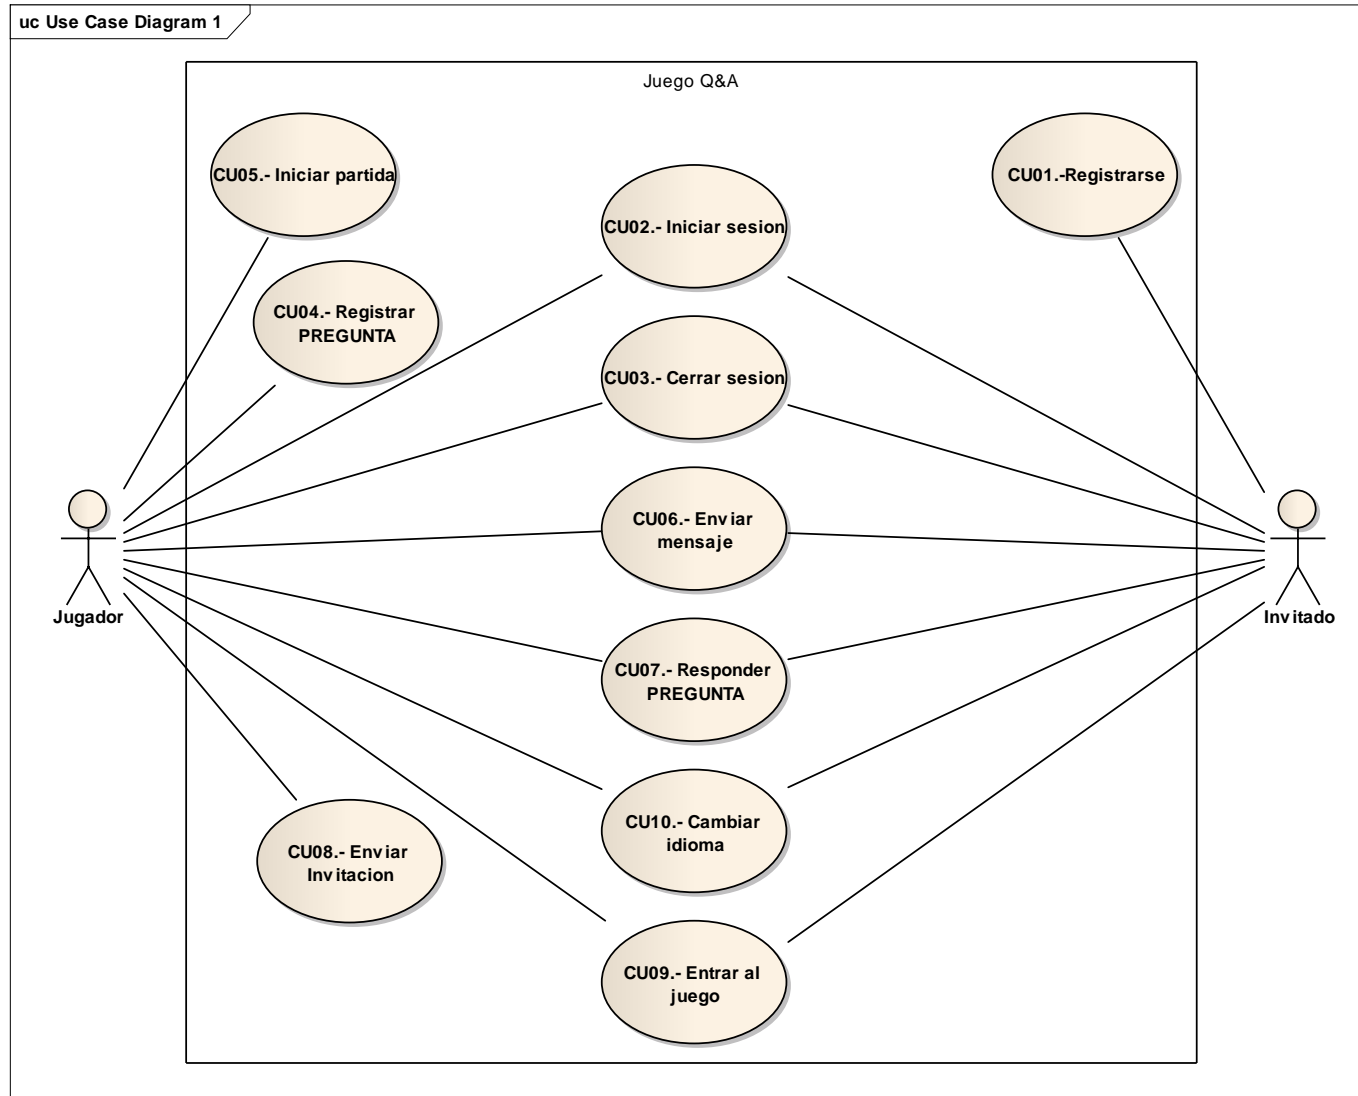 uc Use Case Diagram 1
Juego Q&A
CU05.- Iniciar partida
CU01.-Registrarse
CU02.- Iniciar sesion
CU04.- Registrar
PREGUNTA
CU03.- Cerrar sesion
CU06.- Enviar
mensaje
Jugador
Invitado
CU07.- Responder
PREGUNTA
CU10.- Cambiar
idioma
CU08.- Enviar
Invitacion
CU09.- Entrar al
juego